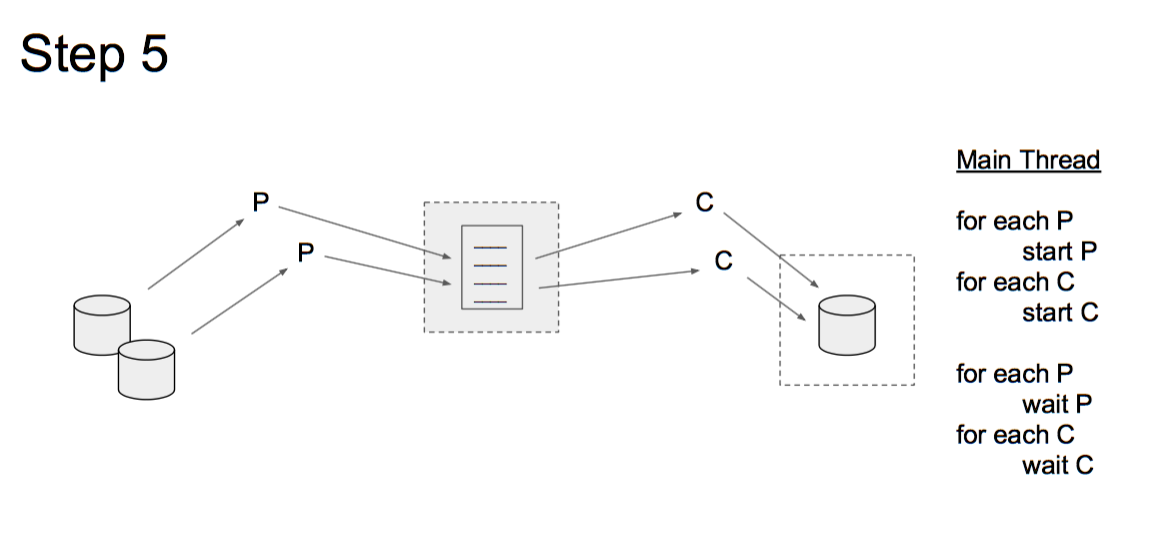 Step 5
P
P
C
C
Main Thread
for each P
start P
for each C
start C
for each P
wait P
for each C
wait C